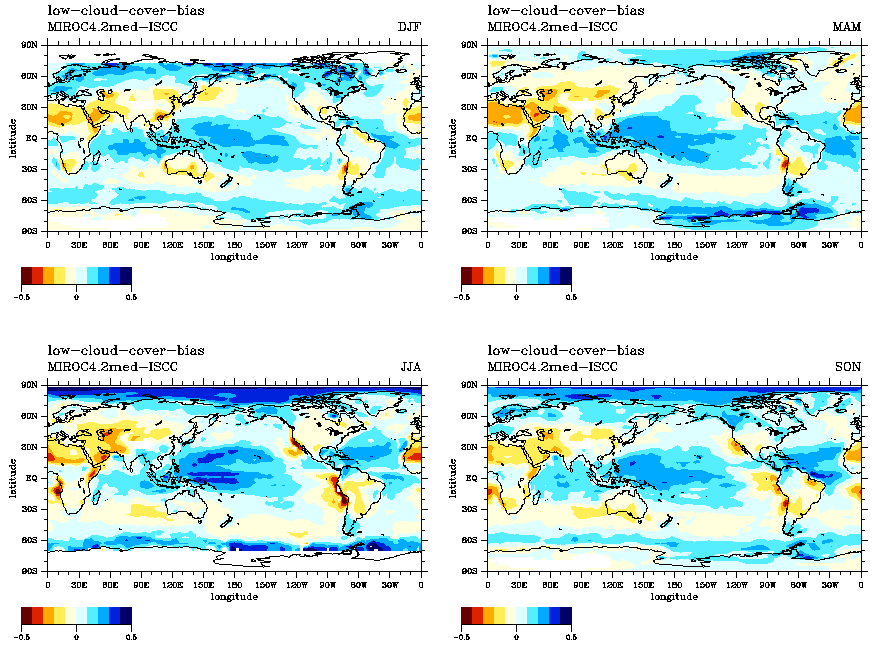 low-cloud-cover-bias
MIROC4.2med-ISCC DJF
90N
60N
30N
EQ
30S
60S
90S
latitude
0 30E 60E 90E 120E 150E 180 150W 120W 90W 60W 30W 0
longitude
-0.5 0 0.5
low-cloud-cover-bias
MIROC4.2med-ISCC MAM
90N
60N
30N
EQ
30S
60S
90S
latitude
0 30E 60E 90E 120E 150E 180 150W 120W 90W 60W 30W 0
longitude
-0.5 0 0.5
low-cloud-cover-bias
MIROC4.2med-ISCC JJA
90N
60N
30N
EQ
30S
60S
90S
latitude
0 30E 60E 90E 120E 150E 180 150W 120W 90W 60W 30W 0
longitude
-0.5 0 0.5
low-cloud-cover-bias
MIROC4.2med-ISCC SON
90N
60N
30N
EQ
30S
60S
90S
latitude
0 30E 60E 90E 120E 150E 180 150W 120W 90W 60W 30W 0
longitude
-0.5 0 0.5